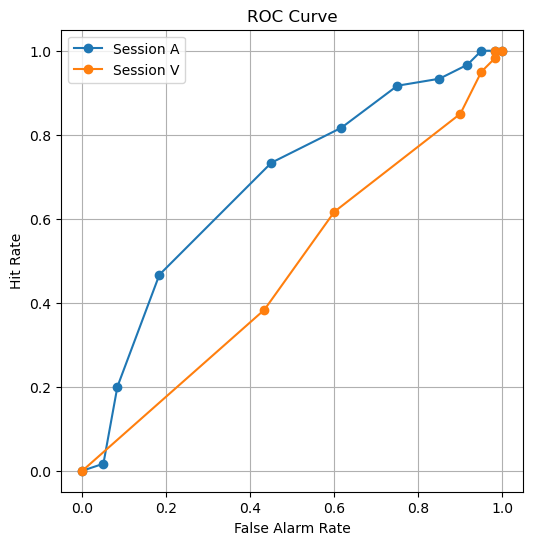 ROC Curve
Session A
Session V
Hit Rate
1.0
0.8
0.6
0.4
0.2
0.0
0.0 0.2 0.4 0.6 0.8 1.0
False Alarm Rate